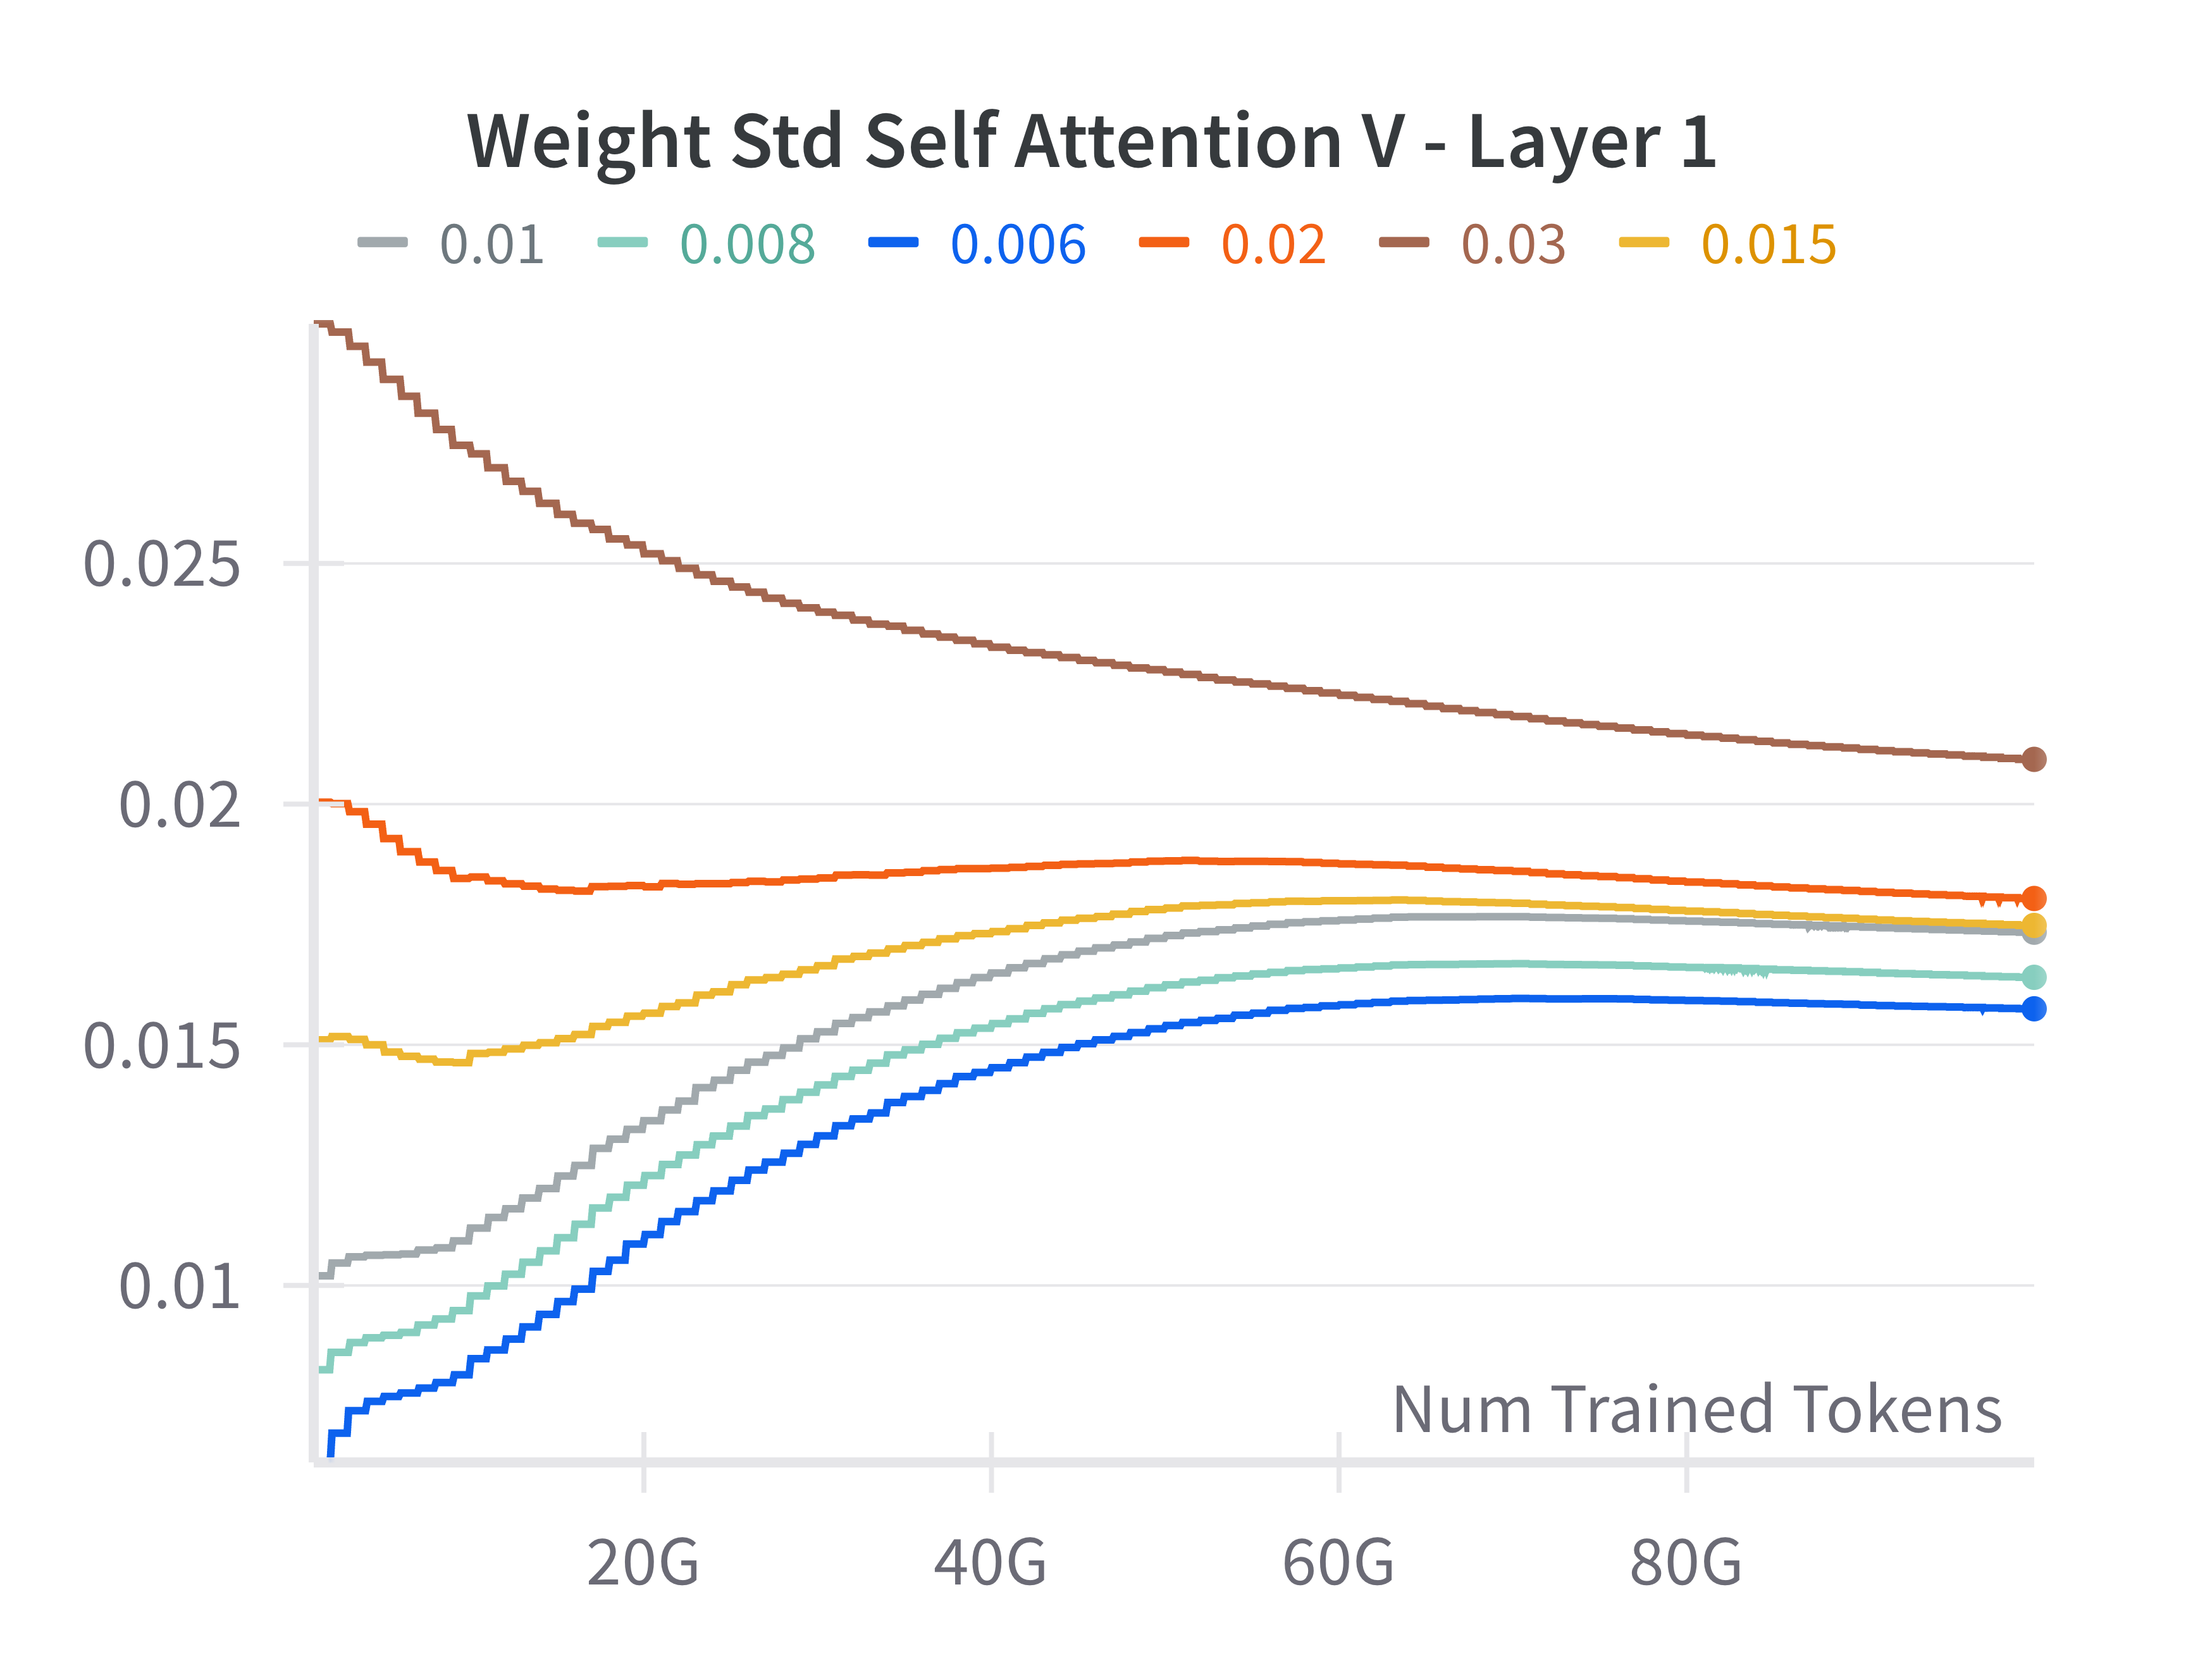 Weight Std Self Attention V - Layer 1
0.01 0.008 0.006 0.02 0.03 0.015
0.025
0.02
0.015
0.01
Num Trained Tokens
20G 40G 60G 80G